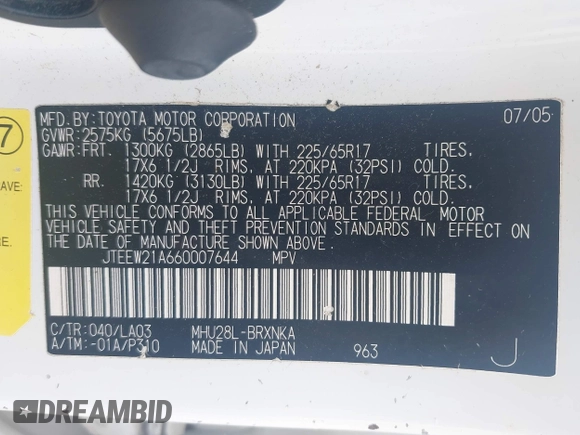 MFD.BY:TOYOTA MOTOR CORPORATION 07/05
GVWR:2575KG (5675LB)
GAWR:FRT. 1300KG (2865LB) WITH 225/65R17 TIRES.
17X6 1/2J RIMS. AT 220KPA (32PSI) COLD.
RR. 1420KG (3130LB) WITH 225/65R17 TIRES.
17X6 1/2J RIMS. AT 220KPA (32PSI) COLD.
THIS VEHICLE CONFORMS TO ALL APPLICABLE FEDERAL MOTOR
VEHICLE SAFETY STANDARDS IN EFFECT ON
THE DATE OF MANUFACTURE SHOWN ABOVE.
JTEEW21A660007644 MPV
C/TR:040/LA03 MHU28L-BRXNKA
A/TM:-01A/P310 MADE IN JAPAN 963 J
7
AVE:
DREAMBID